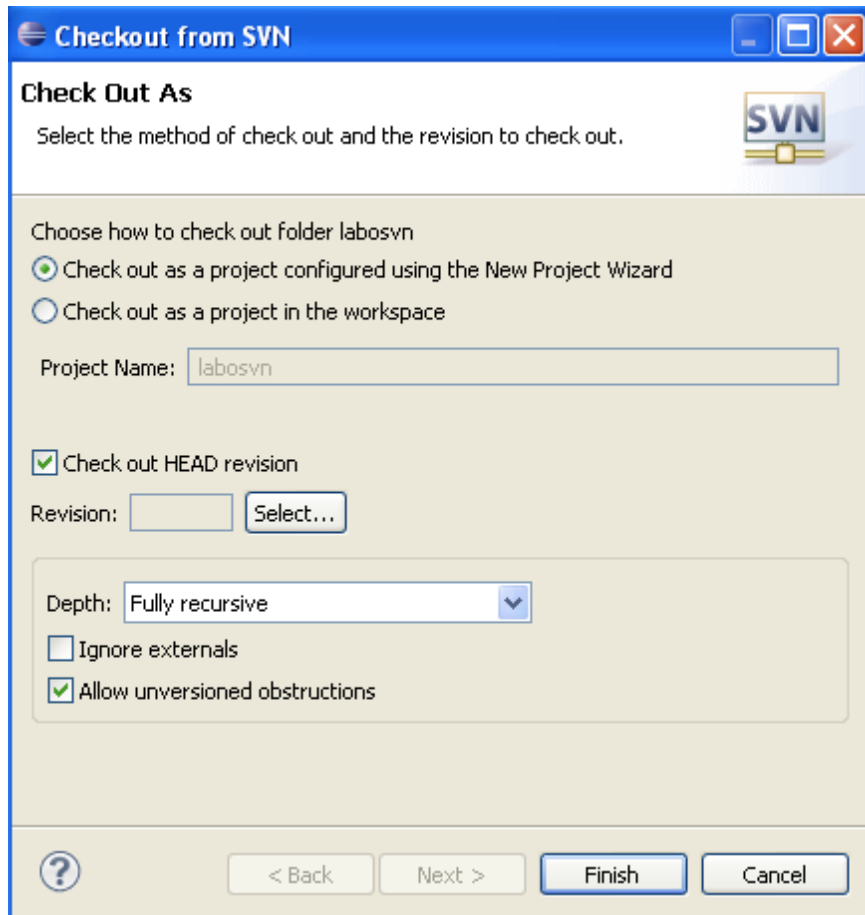 Checkout from SVN
Check Out As
Select the method of check out and the revision to check out.
SVN
Choose how to check out folder labosvn
Check out as a project configured using the New Project Wizard
Check out as a project in the workspace
Project Name: labosvn
Check out HEAD revision
Revision: Select...
Depth: Fully recursive
Ignore externals
Allow unversioned obstructions
? < Back Next > Finish Cancel